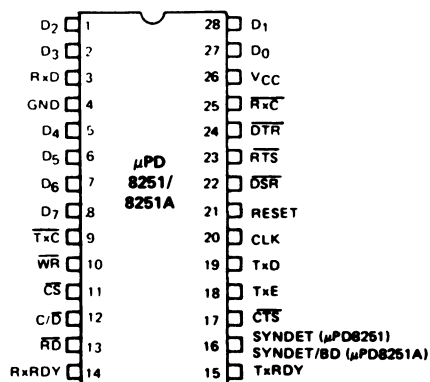 D2 1 28 D1
D3 2 27 D0
RxD 3 26 VCC
GND 4 25 RxC
D4 5 24 DTR
D5 6 23 RTS
D6 7 22 DSR
D7 8 21 RESET
TxC 9 20 CLK
WR 10 19 TxD
CS 11 18 TxE
C/D 12 17 CTS
RD 13 16 SYNDET (μPD8251)
SYNDET/BD (μPD8251A)
RxRDY 14 15 TxRDY
μPD
8251/
8251A